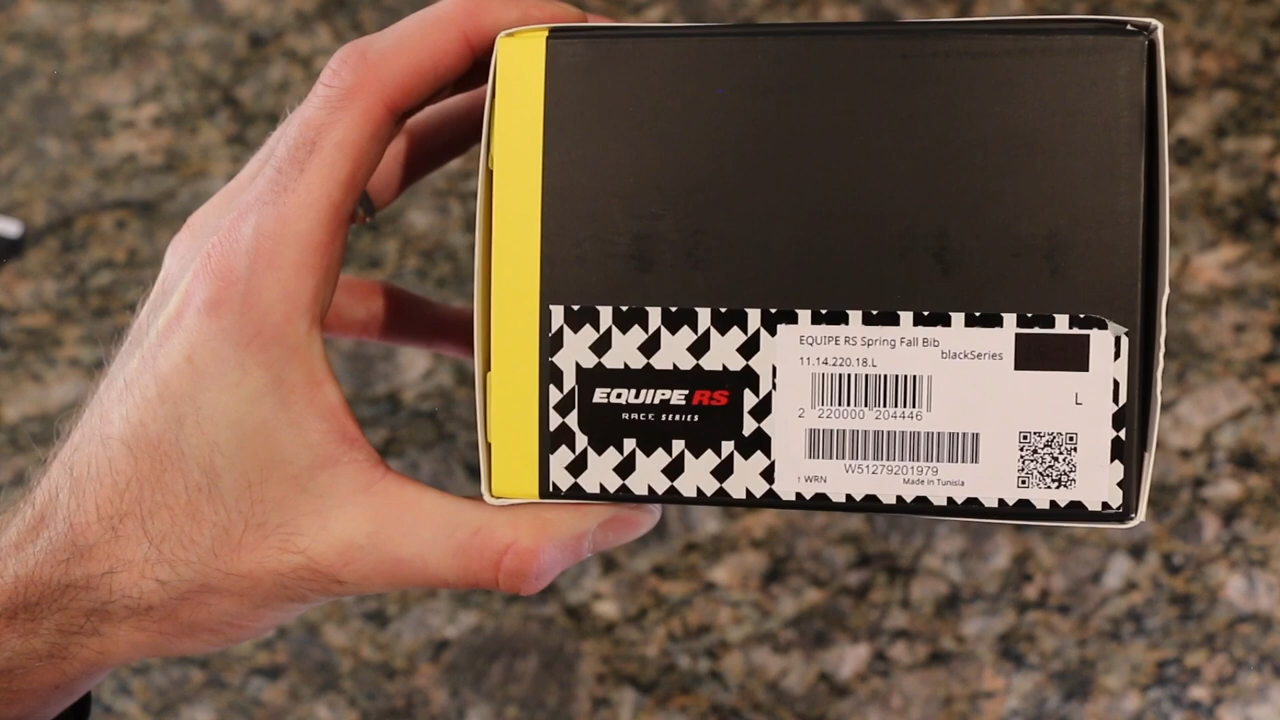 EQUIPE RS
RACE SERIES
EQUIPE RS Spring Fall Bib
blackSeries
11.14.220.18.L
L
2 220000 204446
W51279201979
1 WRN
Made in Tunisia